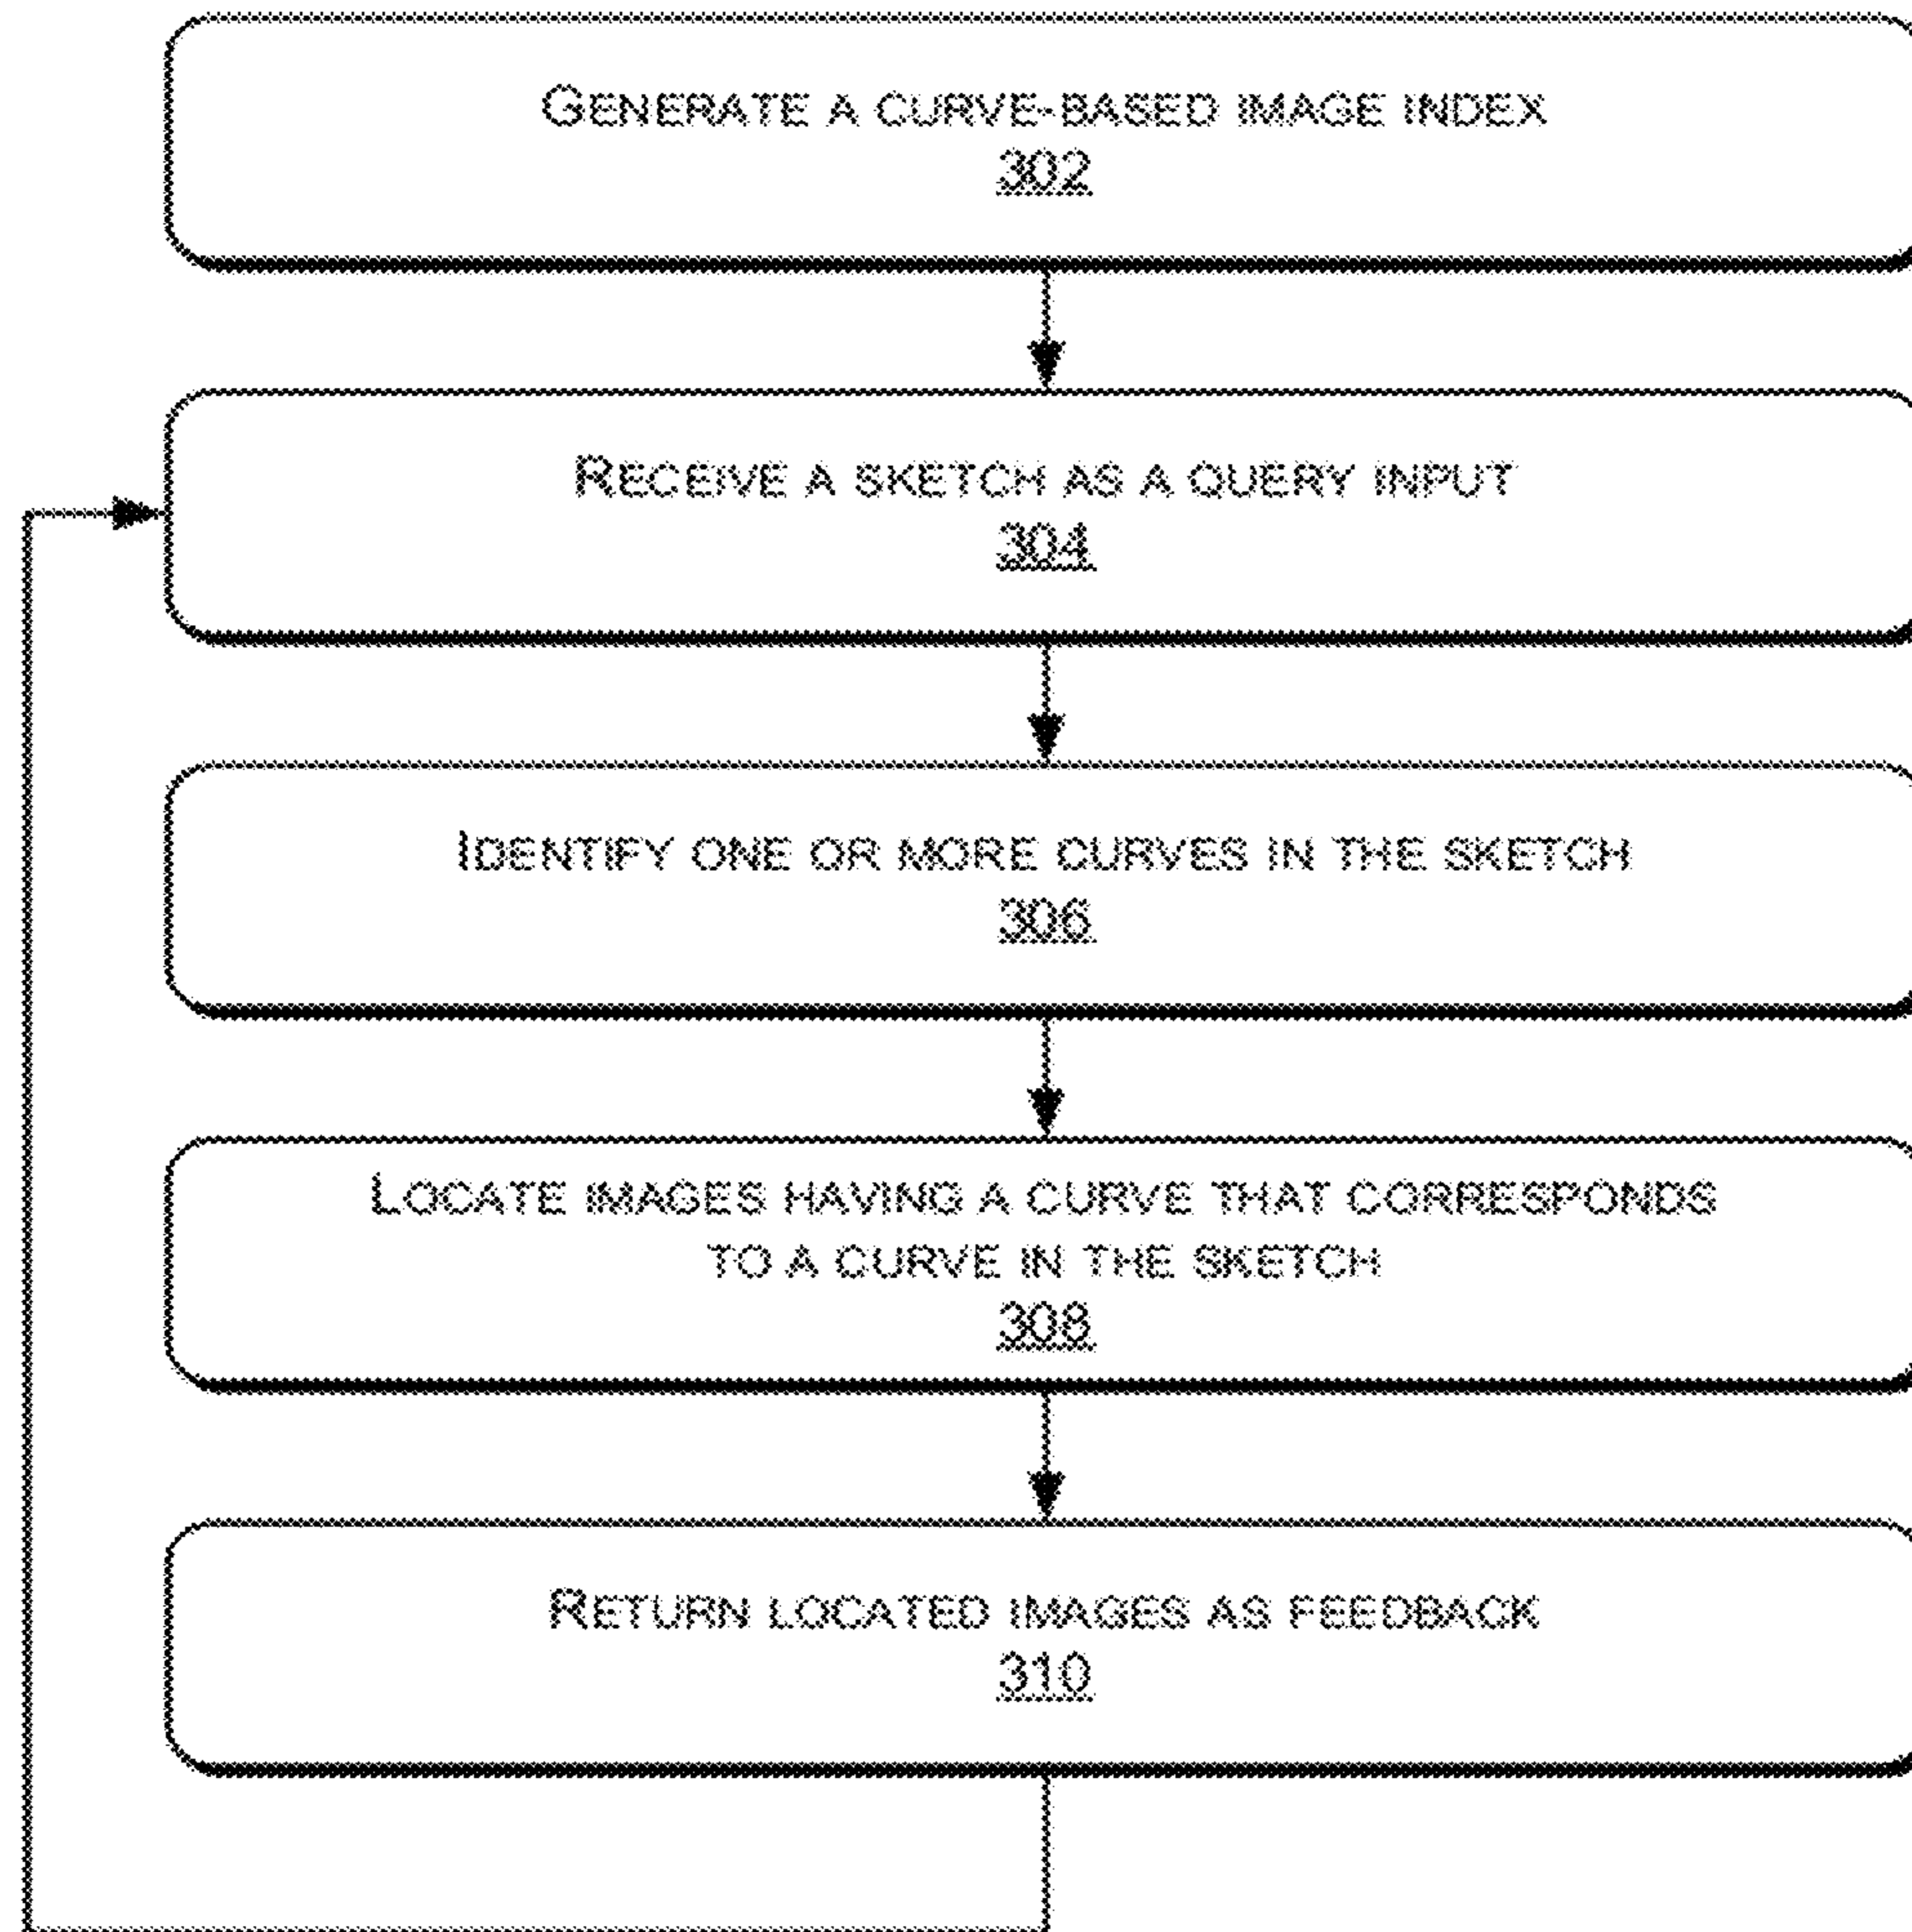 GENERATE A CURVE-BASED IMAGE INDEX
302
RECEIVE A SKETCH AS A QUERY INPUT
304
IDENTIFY ONE OR MORE CURVES IN THE SKETCH
306
LOCATE IMAGES HAVING A CURVE THAT CORRESPONDS
TO A CURVE IN THE SKETCH
308
RETURN LOCATED IMAGES AS FEEDBACK
310